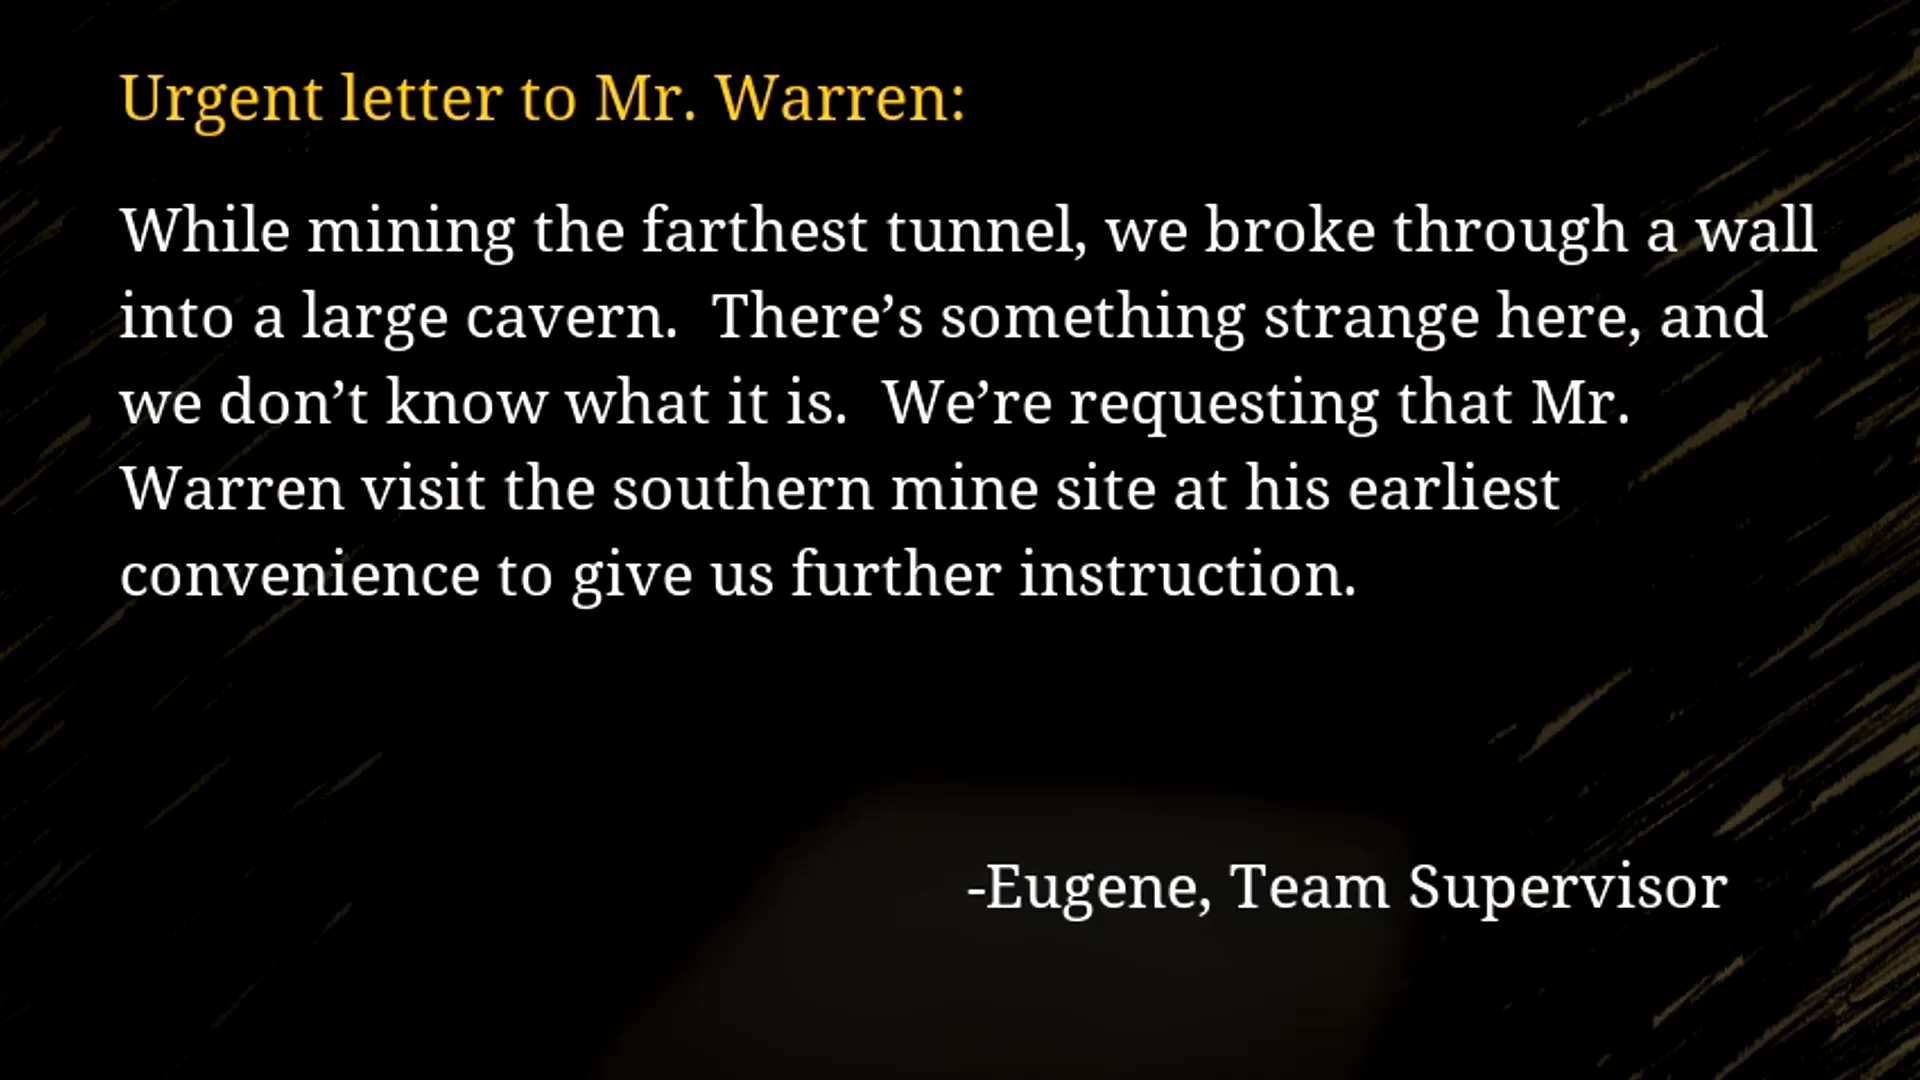 Urgent letter to Mr. Warren:
While mining the farthest tunnel, we broke through a wall
into a large cavern.  There’s something strange here, and
we don’t know what it is.  We’re requesting that Mr.
Warren visit the southern mine site at his earliest
convenience to give us further instruction.
-Eugene, Team Supervisor